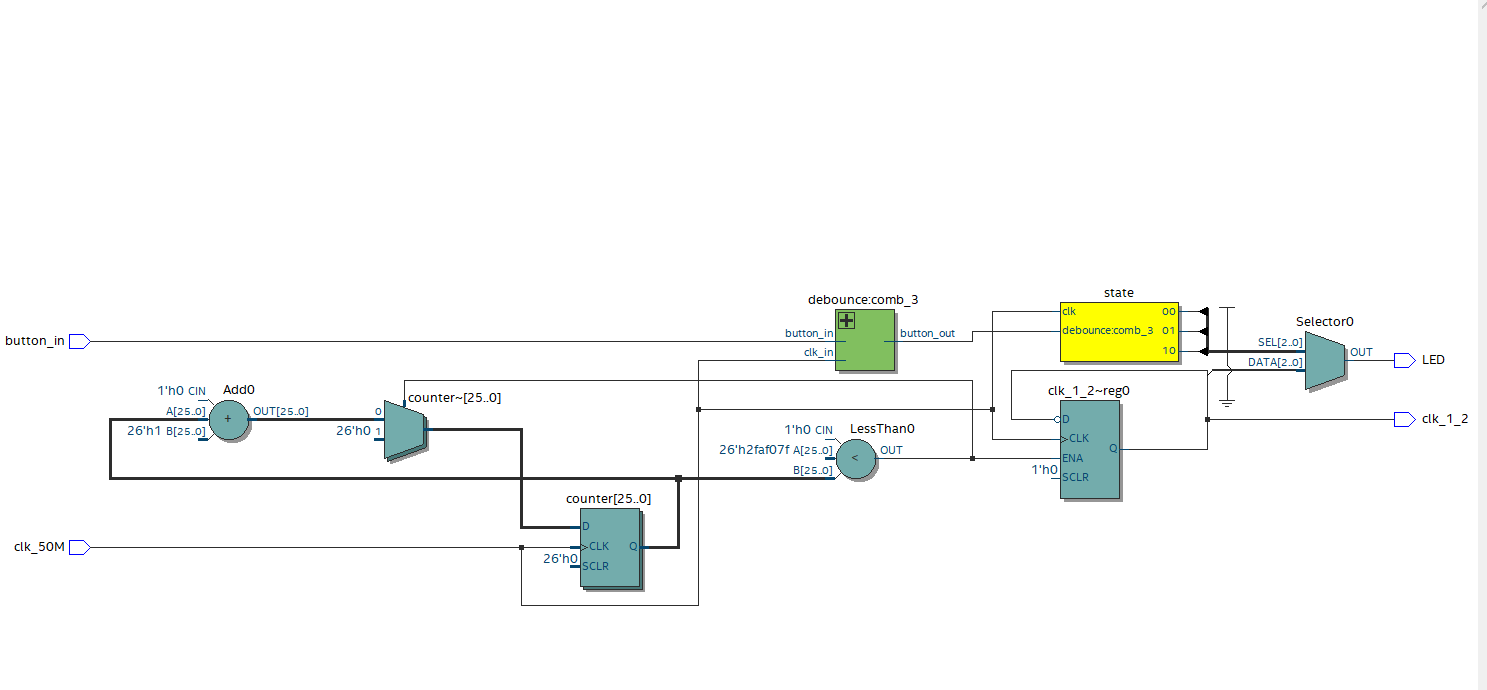 state
debounce:comb_3
clk 00
debounce:comb_3 01
10
Selector0
SEL[2..0]
DATA[2..0]
OUT
LED
button_in
button_in
clk_in
button_out
1'h0 CIN
Add0
A[25..0]
26'h1 B[25..0]
OUT[25..0]
counter~[25..0]
0
26'h0 1
clk_1_2~reg0
D
CLK
ENA
1'h0
SCLR
Q
clk_1_2
1'h0 CIN
LessThan0
26'h2faf07f A[25..0]
B[25..0]
<
OUT
+
counter[25..0]
D
CLK
Q
26'h0
SCLR
clk_50M